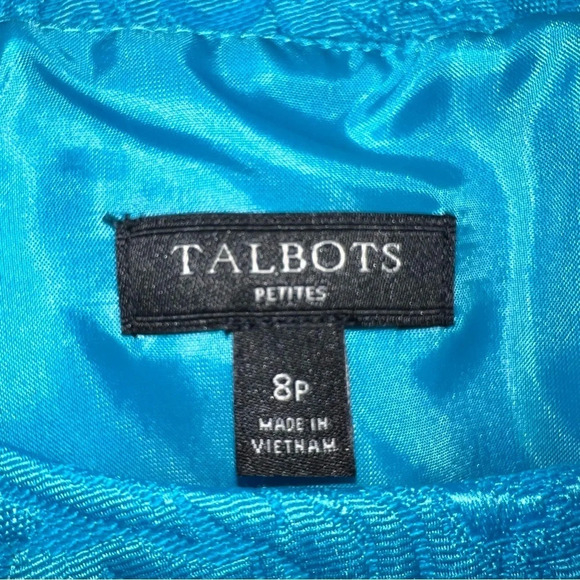 TALBOTS
PETITES
8P
MADE IN
VIETNAM